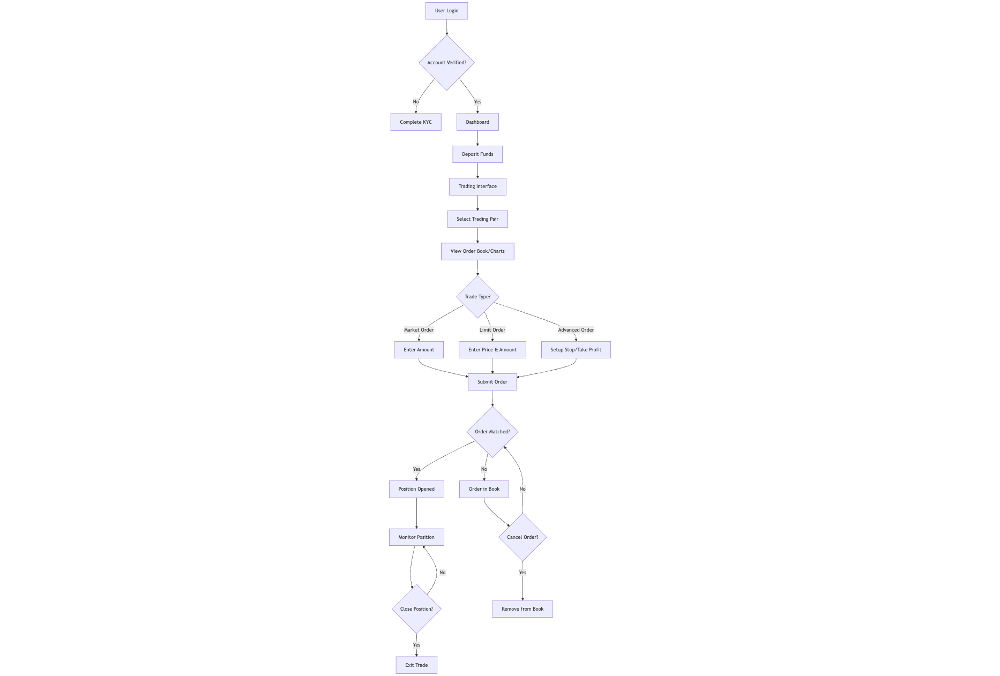 User Login
Account Verified?
No
Yes
Complete KYC
Dashboard
Deposit Funds
Trading Interface
Select Trading Pair
View Order Book/Charts
Trade Type?
Market Order
Limit Order
Advanced Order
Enter Amount
Enter Price & Amount
Setup Stop/Take Profit
Submit Order
Order Matched?
Yes
No
Position Opened
Order in Book
No
Monitor Position
Cancel Order?
No
Yes
Close Position?
Remove from Book
Yes
Exit Trade